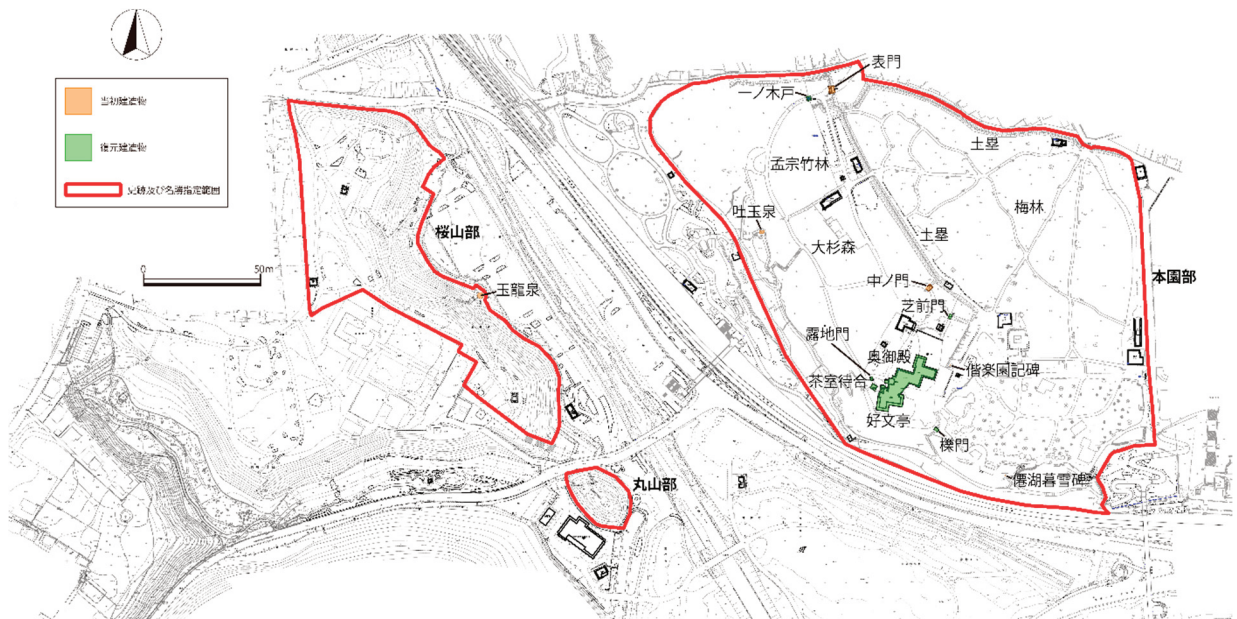 当初建造物
復元建造物
史跡及び名勝指定範囲
0
50m
表門
一ノ木戸
土塁
孟宗竹林
梅林
吐玉泉
大杉森
土塁
桜山部
本園部
中ノ門
玉龍泉
芝前門
露地門
奥御殿
偕楽園記碑
茶室待合
好文亭
櫟門
僊湖暮雪碑
丸山部